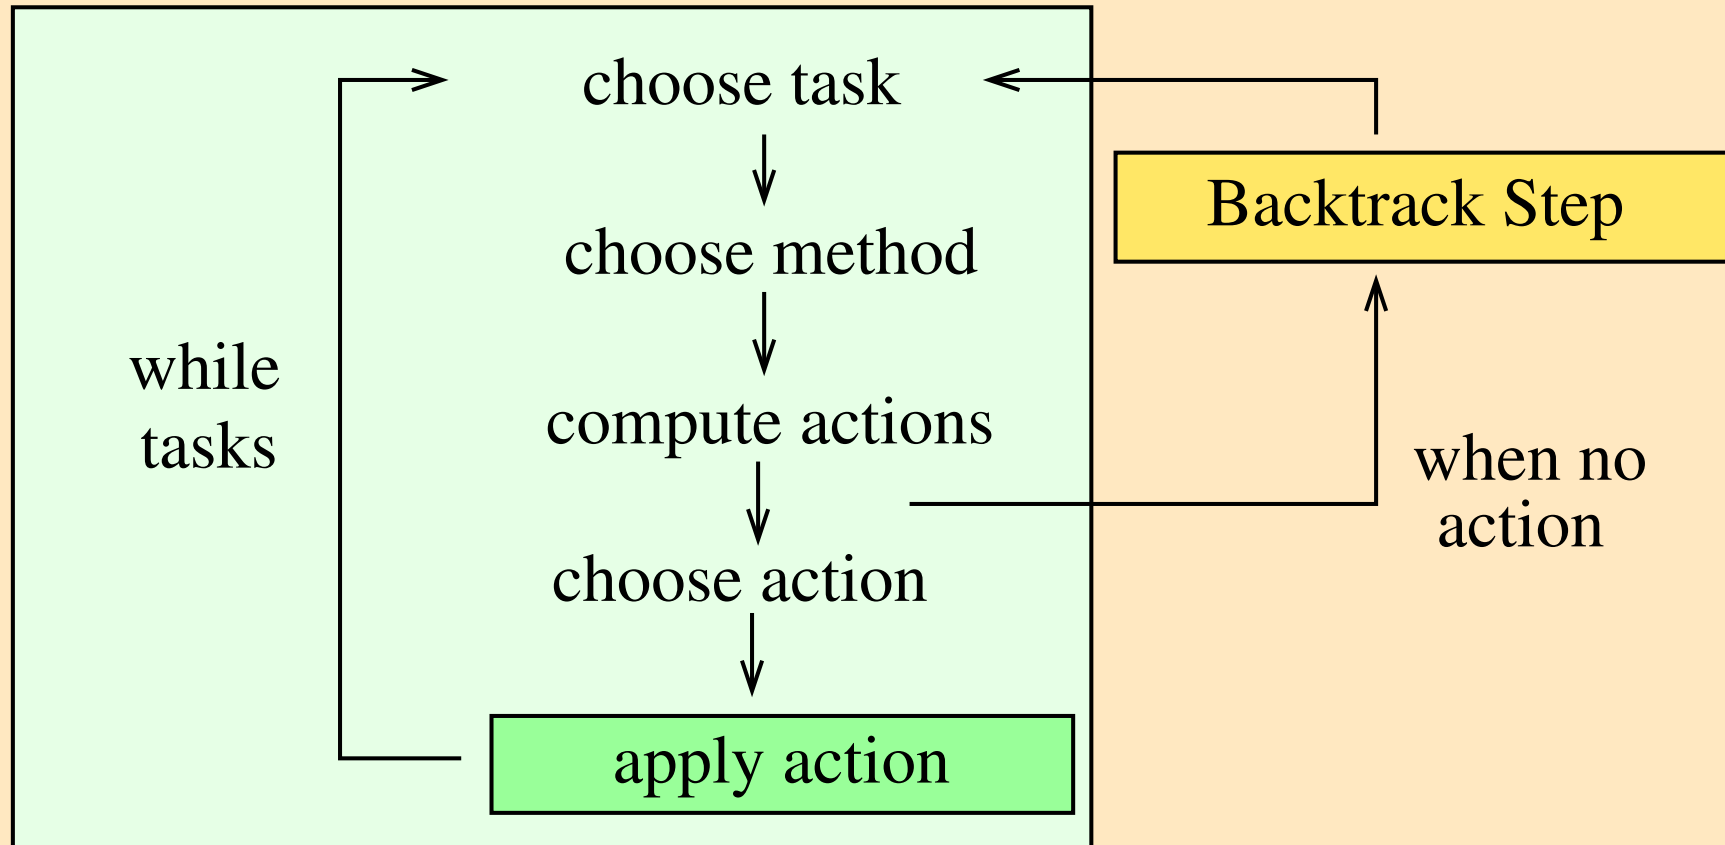 choose task
Backtrack Step
choose method
while
tasks
compute actions
when no
action
choose action
apply action